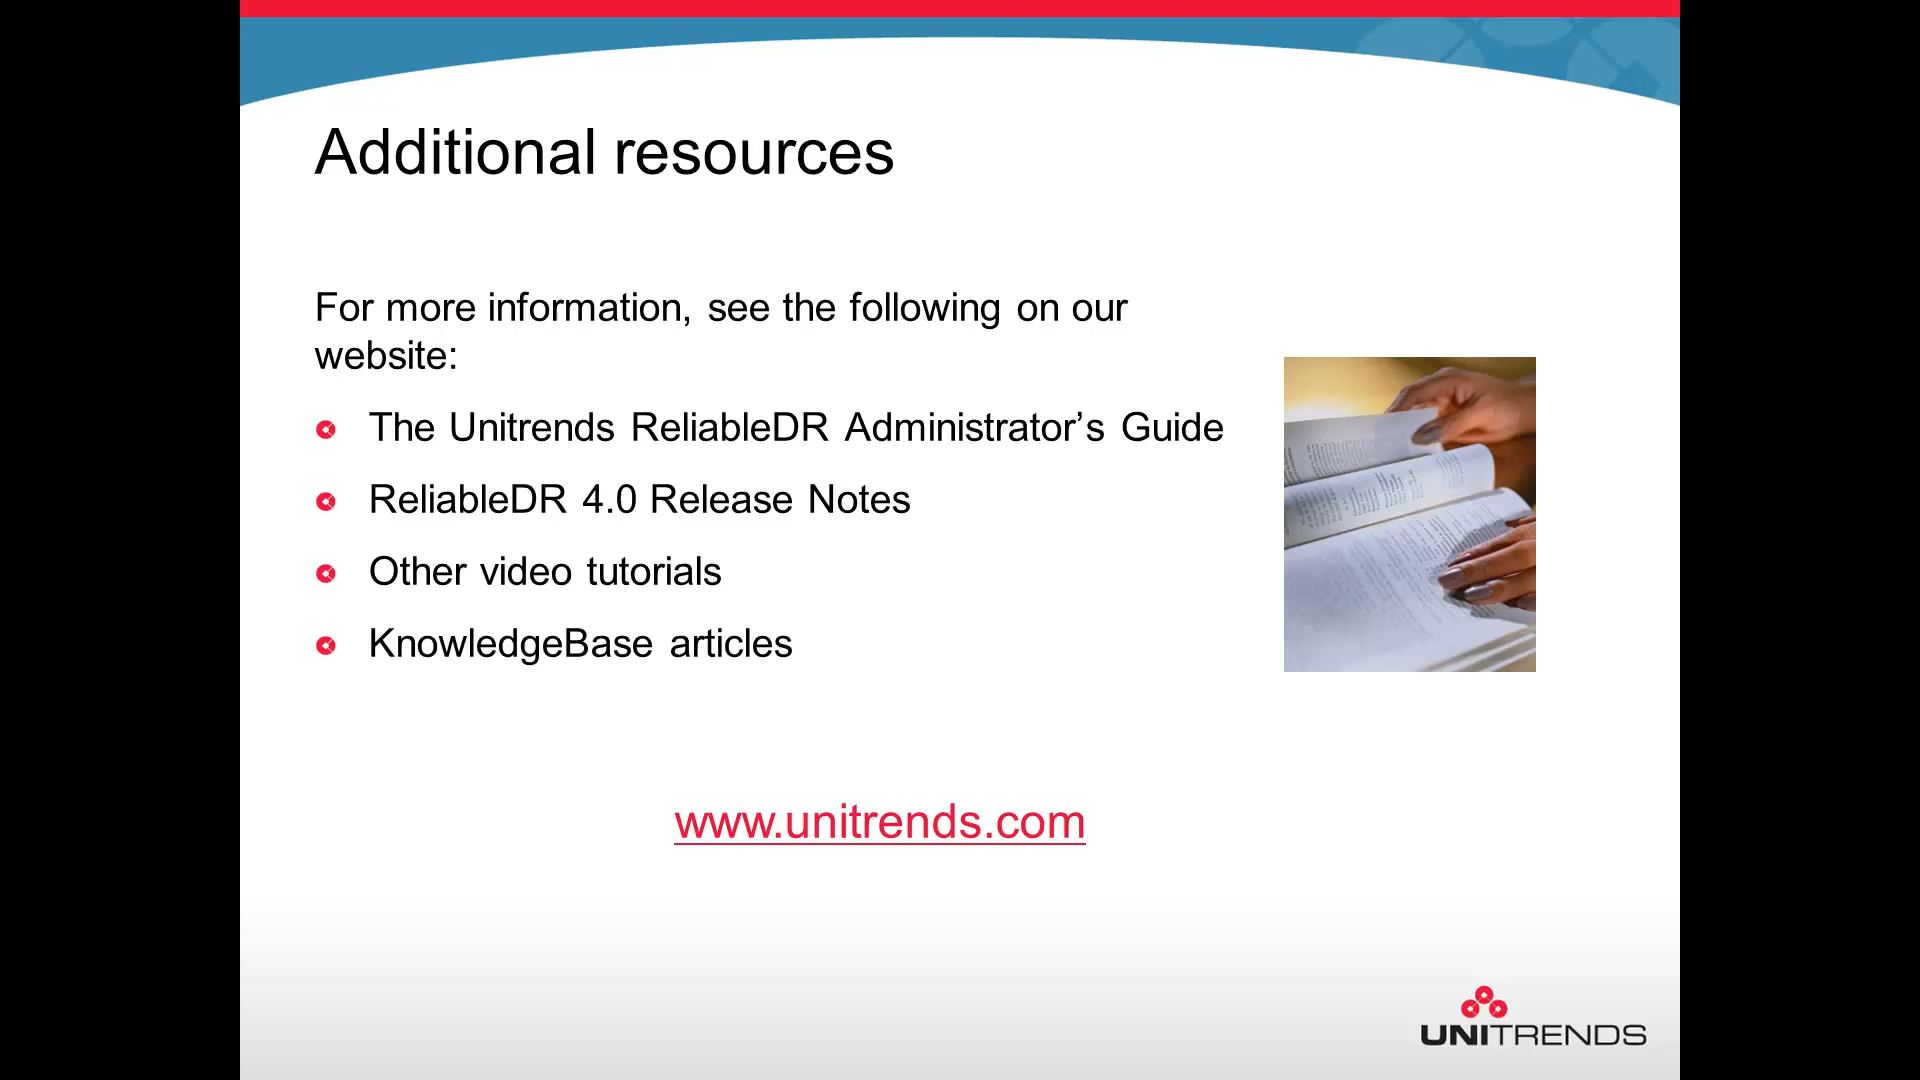 Additional resources
For more information, see the following on our
website:
The Unitrends ReliableDR Administrator’s Guide
ReliableDR 4.0 Release Notes
Other video tutorials
KnowledgeBase articles
www.unitrends.com
UNITRENDS